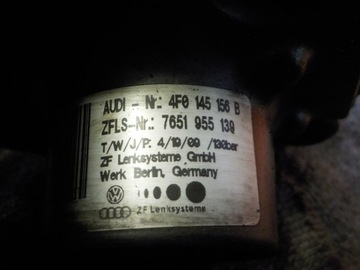 AUDI - Nr.: 4F0 145 156 B
ZFLS-Nr.: 7651 955 139
T/W/J/P: 4/19/09 /130bar
ZF Lenksysteme GmbH
Werk Berlin, Germany
ZF Lenksysteme